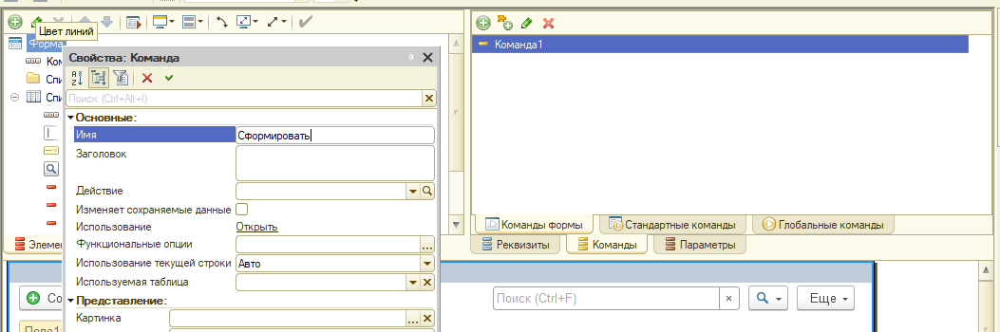 Цвет линий
Форма
Свойства: Команда
Поиск (Ctrl+Alt+I)
Основные:
Имя
Сформировать
Заголовок
Действие
Изменяет сохраняемые данные
Использование
Открыть
Функциональные опции
...
Использование текущей строки
Авто
Используемая таблица
Представление:
Картинка
...
Ком
Спи
Спи
Элемен
Команда1
Команды формы
Стандартные команды
Глобальные команды
Реквизиты
Команды
Параметры
Со
Поиск (Ctrl+F)
×
Еще